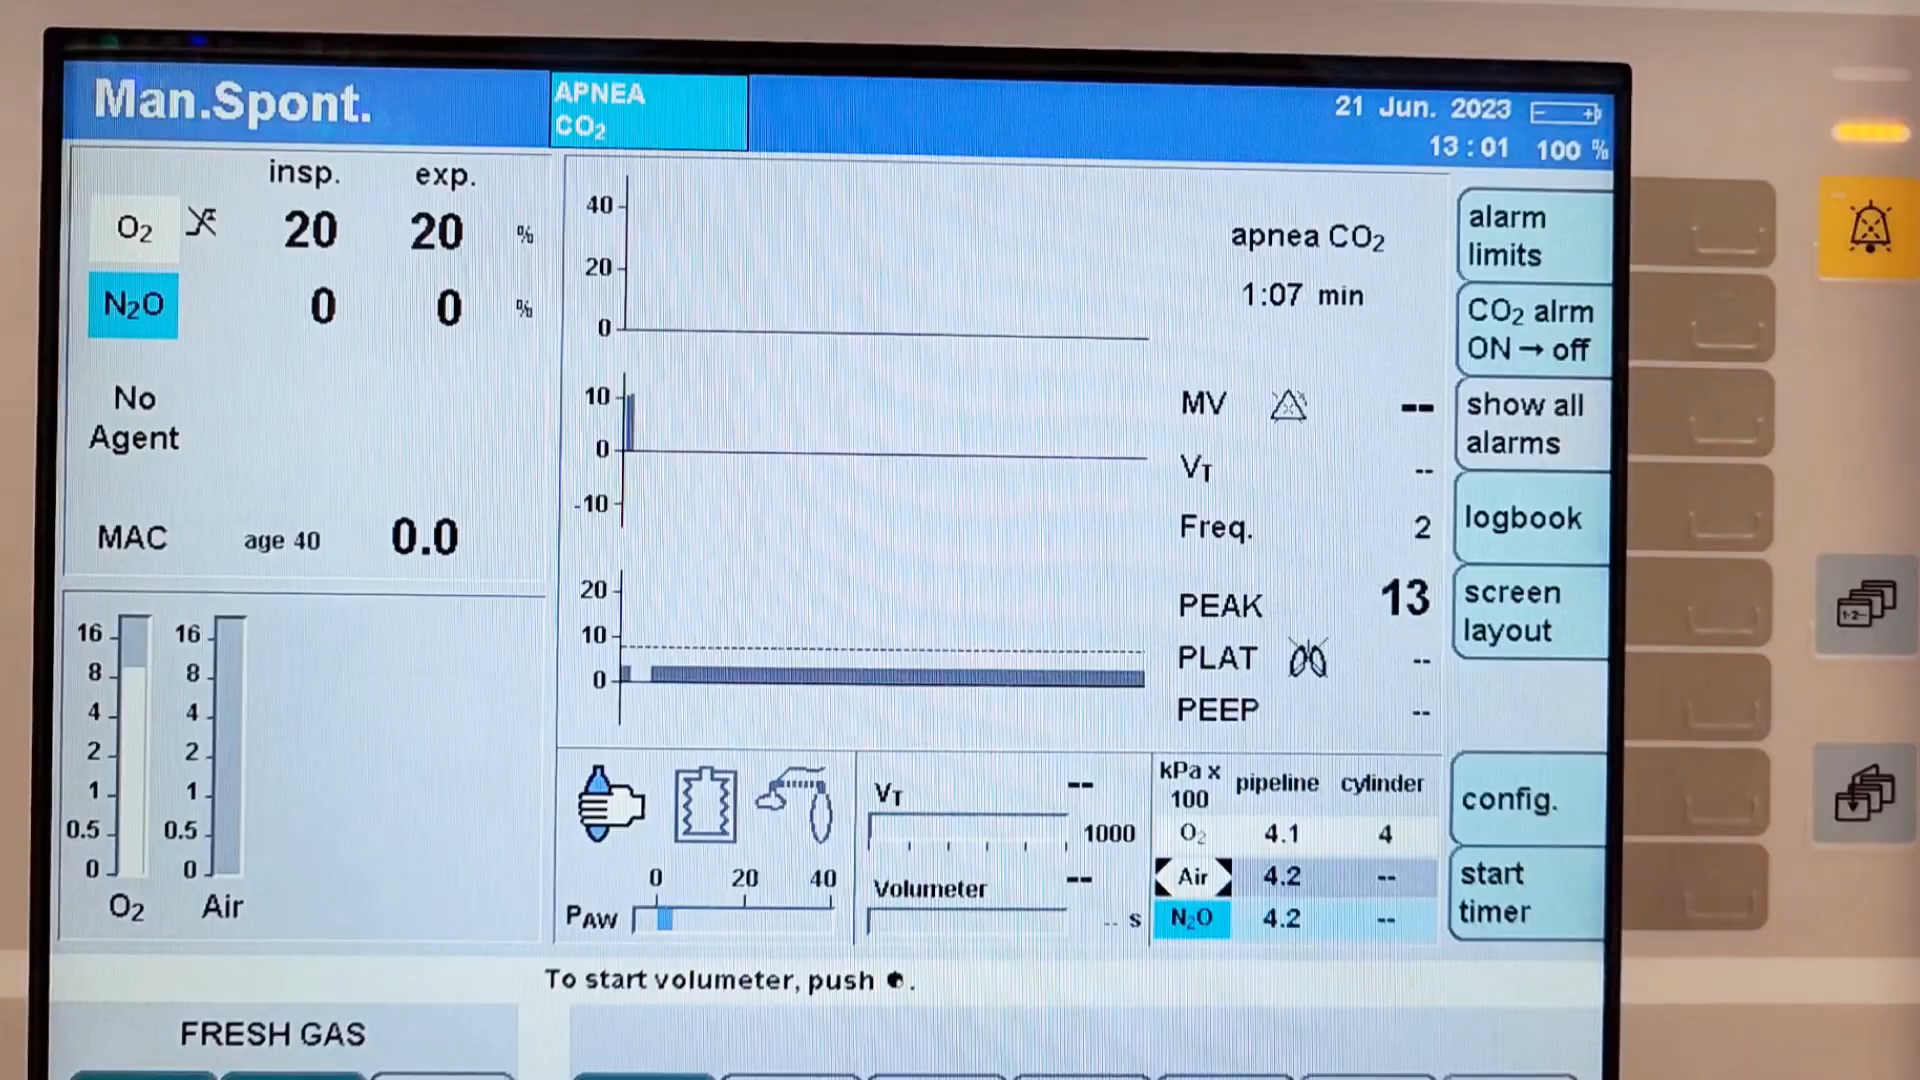 Man.Spont.
APNEA
CO₂
21 Jun. 2023
13:01 100 %
insp. exp.
O₂ 20 20 %
N₂O 0 0 %
No
Agent
MAC age 40 0.0
16 16
8 8
4 4
2 2
1 1
0.5 0.5
0 0
O₂ Air
40
20
0
apnea CO₂
1:07 min
10
0
-10
MV --
VT --
Freq. 2
20
10
0
PEAK 13
PLAT --
PEEP --
0 20 40
PAW
VT --
1000
Volumeter --
-- s
kPa x
100 pipeline cylinder
O₂ 4.1 4
Air 4.2 --
N₂O 4.2 --
alarm
limits
CO₂ alrm
ON → off
show all
alarms
logbook
screen
layout
config.
start
timer
To start volumeter, push ●.
FRESH GAS